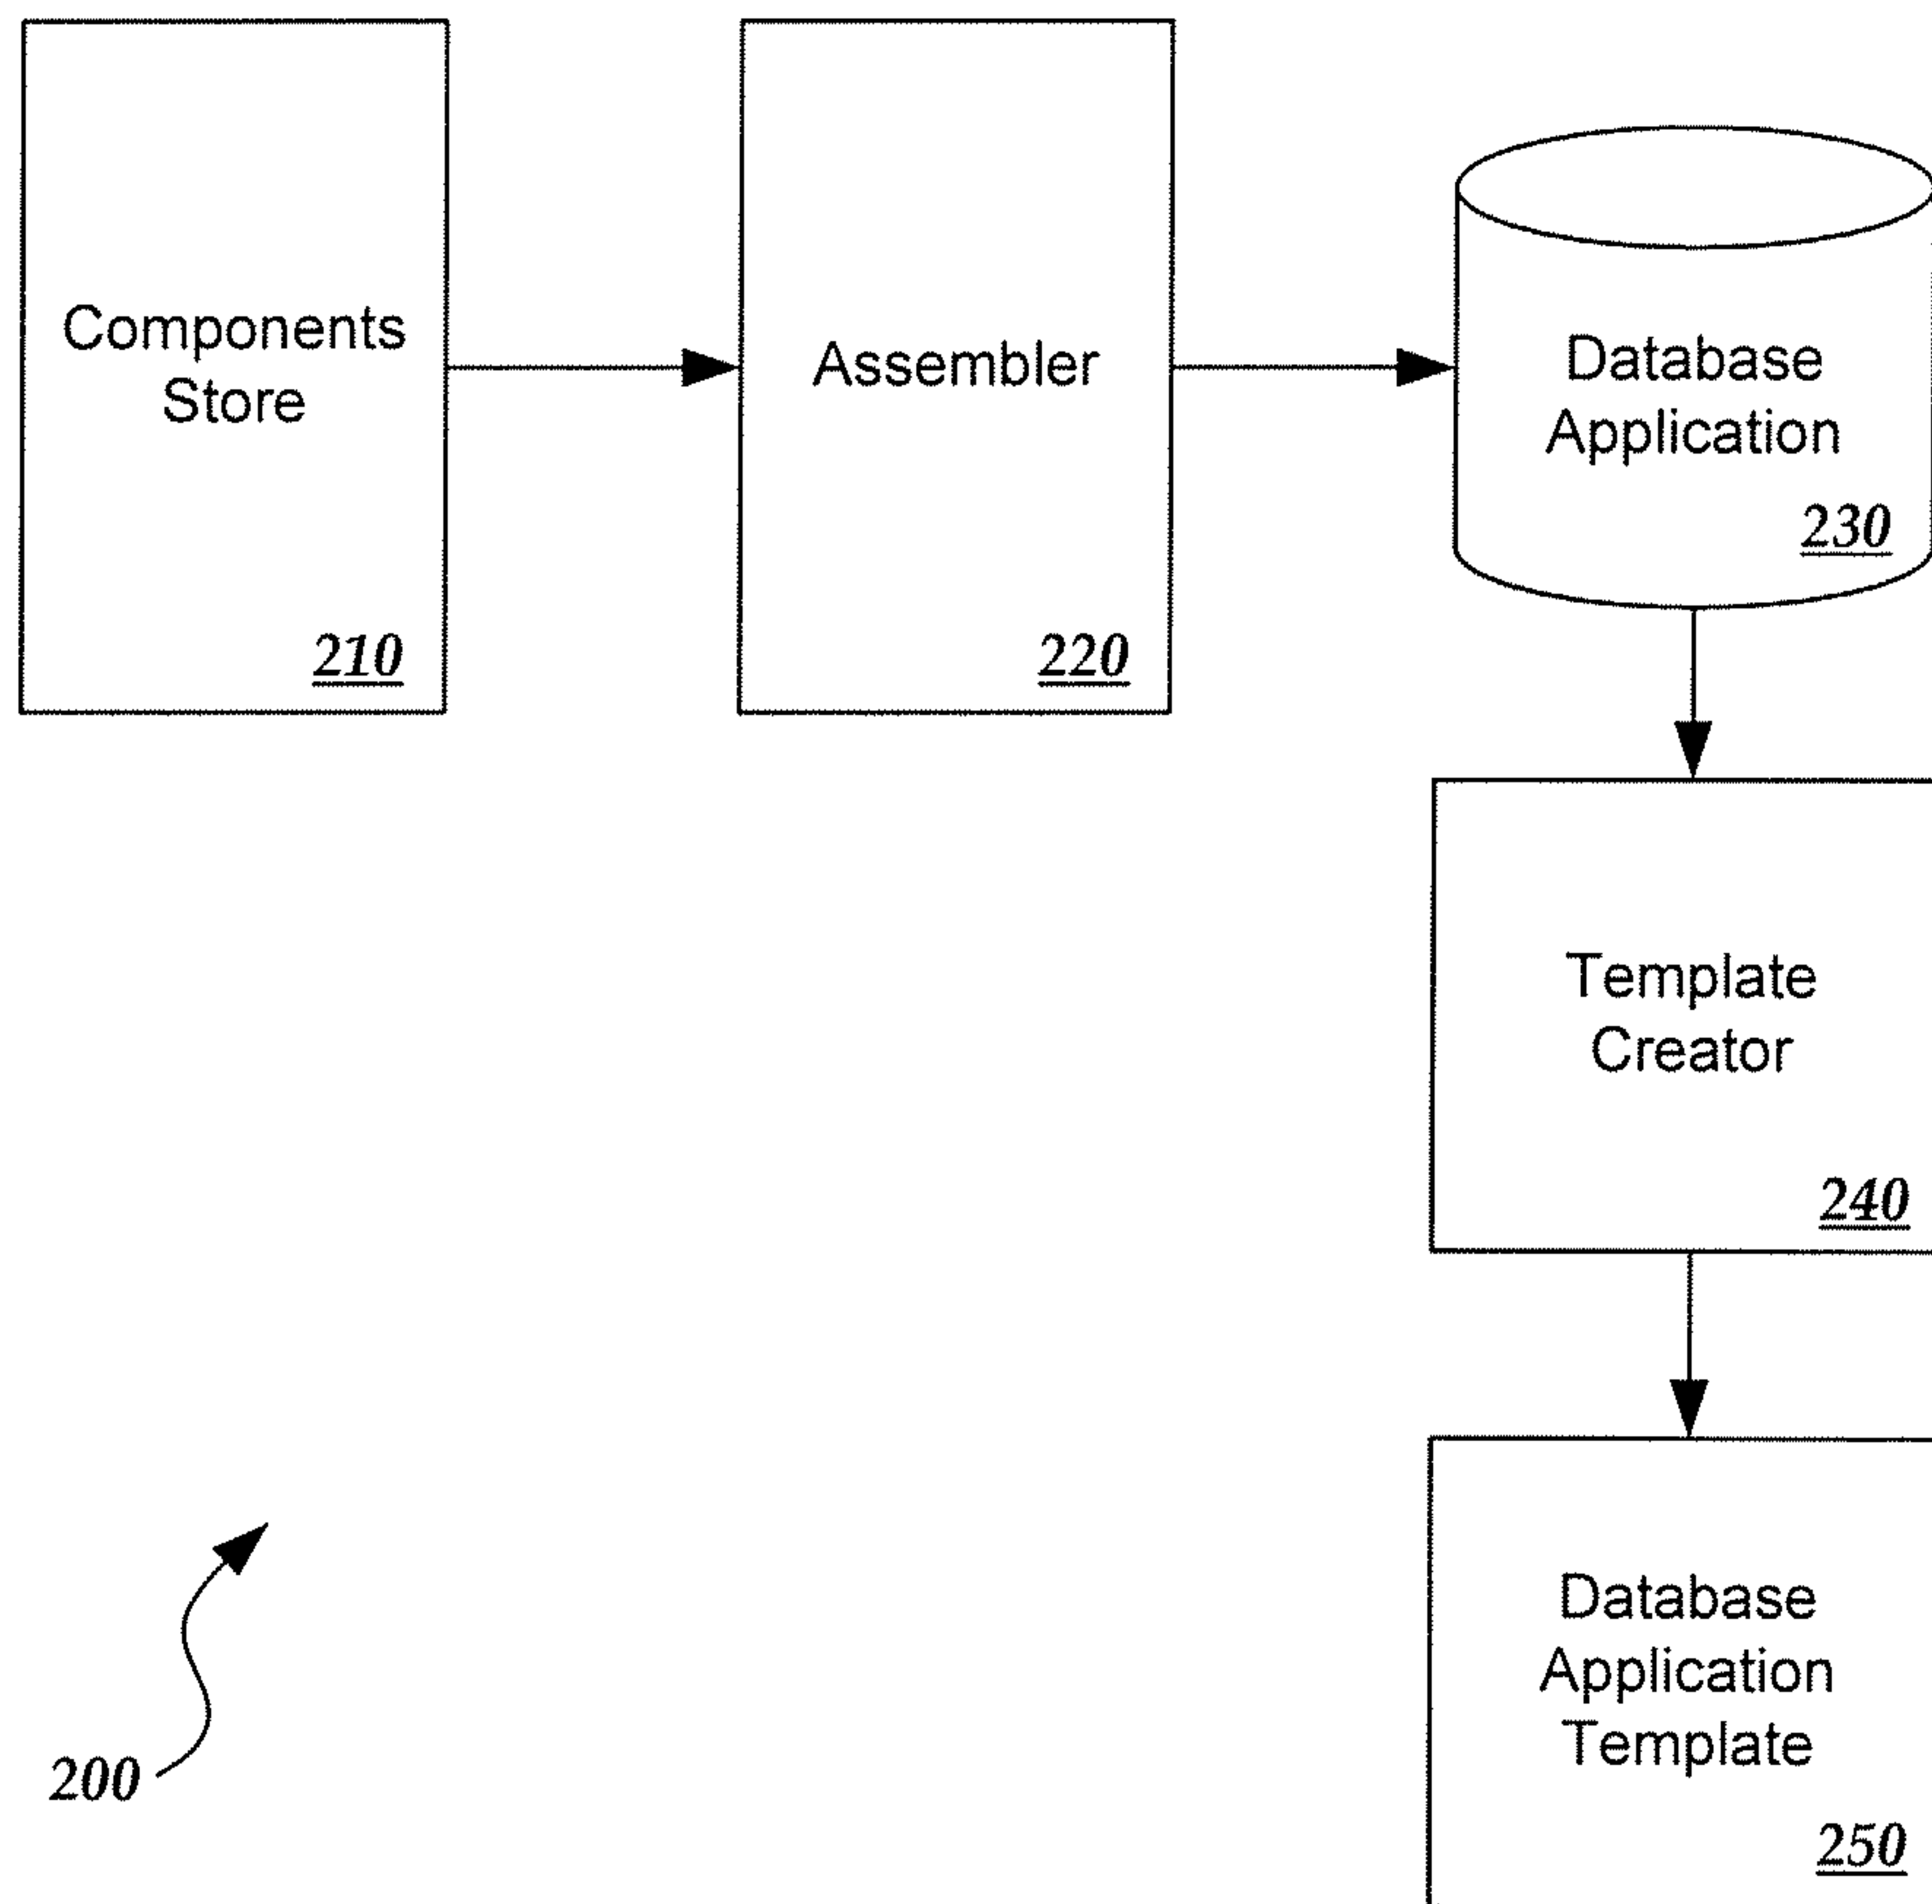 Components
Store
210
Assembler
220
Database
Application
230
Template
Creator
240
Database
Application
Template
250
200